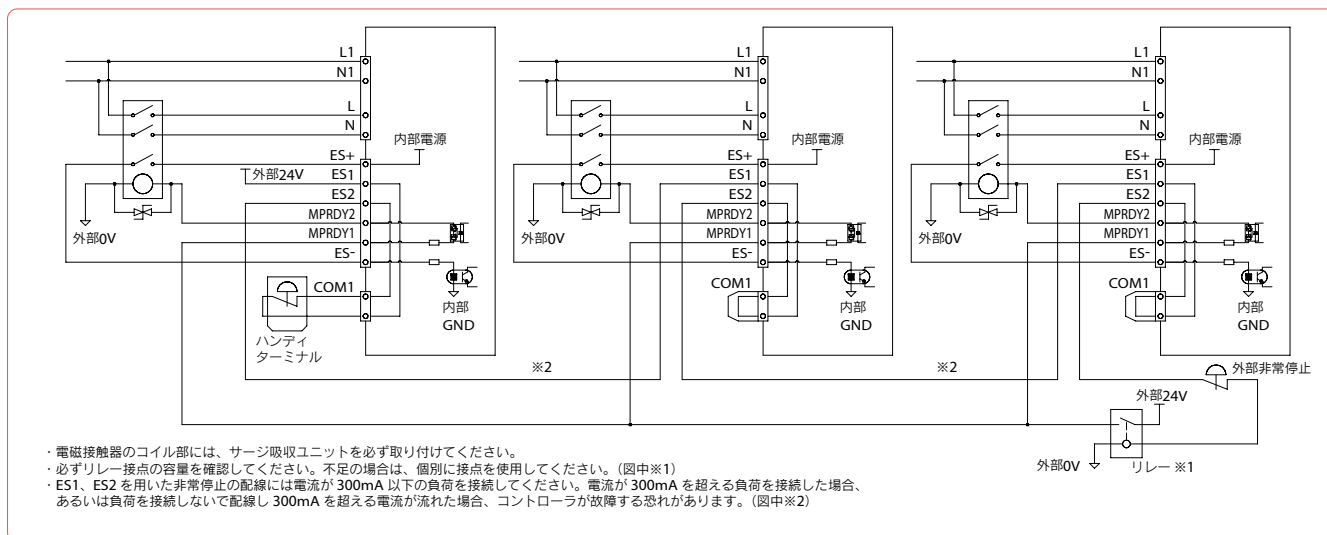 L1
N1
L
N
内部電源
ES+
外部24V
ES1
ES2
MPRDY2
外部0V
MPRDY1
ES-
COM1
内部
GND
ハンディ
ターミナル
※2
L1
N1
L
N
内部電源
ES+
ES1
ES2
MPRDY2
外部0V
MPRDY1
ES-
COM1
内部
GND
※2
L1
N1
L
N
内部電源
ES+
ES1
ES2
MPRDY2
外部0V
MPRDY1
ES-
COM1
内部
GND
外部非常停止
外部24V
外部0V
リレー ※1
・電磁接触器のコイル部には、サージ吸収ユニットを必ず取り付けてください。
・必ずリレー接点の容量を確認してください。不足の場合は、個別に接点を使用してください。（図中※1）
・ES1、ES2 を用いた非常停止の配線には電流が 300mA 以下の負荷を接続してください。電流が 300mA を超える負荷を接続した場合、
あるいは負荷を接続しないで配線し 300mA を超える電流が流れた場合、コントローラが故障する恐れがあります。（図中※2）